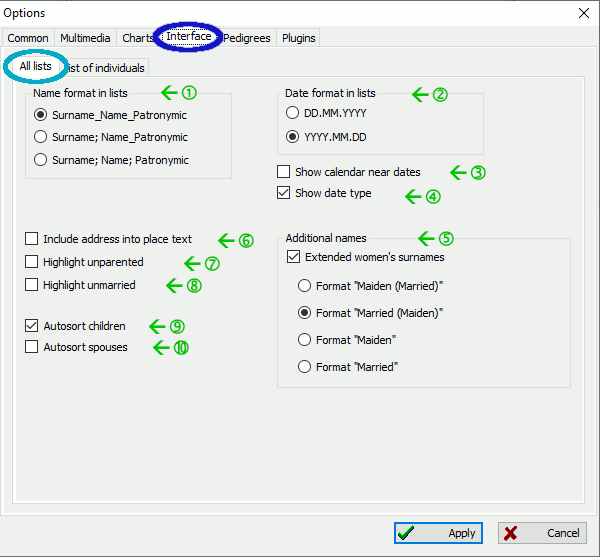 Options
Common Multimedia Charts Interface Pedigrees Plugins
All lists List of individuals
Name format in lists ①
Surname_Name_Patronymic
Surname; Name_Patronymic
Surname; Name; Patronymic
Date format in lists ②
DD.MM.YYYY
YYYY.MM.DD
Show calendar near dates ③
Show date type ④
Include address into place text ⑥
Highlight unparented ⑦
Highlight unmarried ⑧
Autosort children ⑨
Autosort spouses ⑩
Additional names ⑤
Extended women's surnames
Format "Maiden (Married)"
Format "Married (Maiden)"
Format "Maiden"
Format "Married"
Apply Cancel